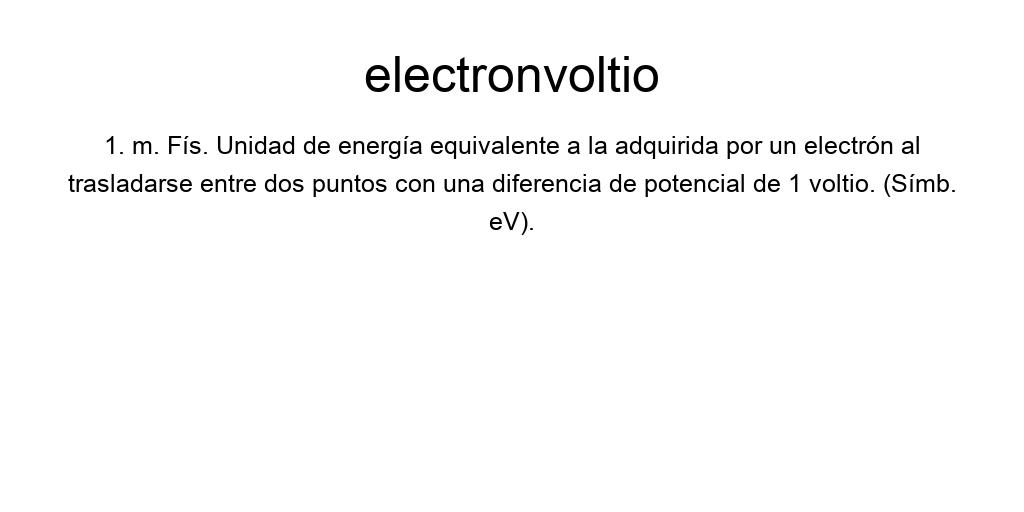 electronvoltio
1. m. Fís. Unidad de energía equivalente a la adquirida por un electrón al
trasladarse entre dos puntos con una diferencia de potencial de 1 voltio. (Símb.
eV).